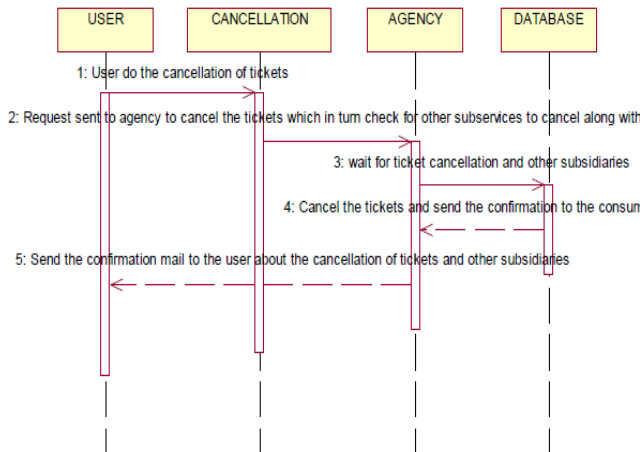 USER
CANCELLATION
AGENCY
DATABASE
1: User do the cancellation of tickets
2: Request sent to agency to cancel the tickets which in turn check for other subservices to cancel along with
3: wait for ticket cancellation and other subsidiaries
4: Cancel the tickets and send the confirmation to the consum
5: Send the confirmation mail to the user about the cancellation of tickets and other subsidiaries